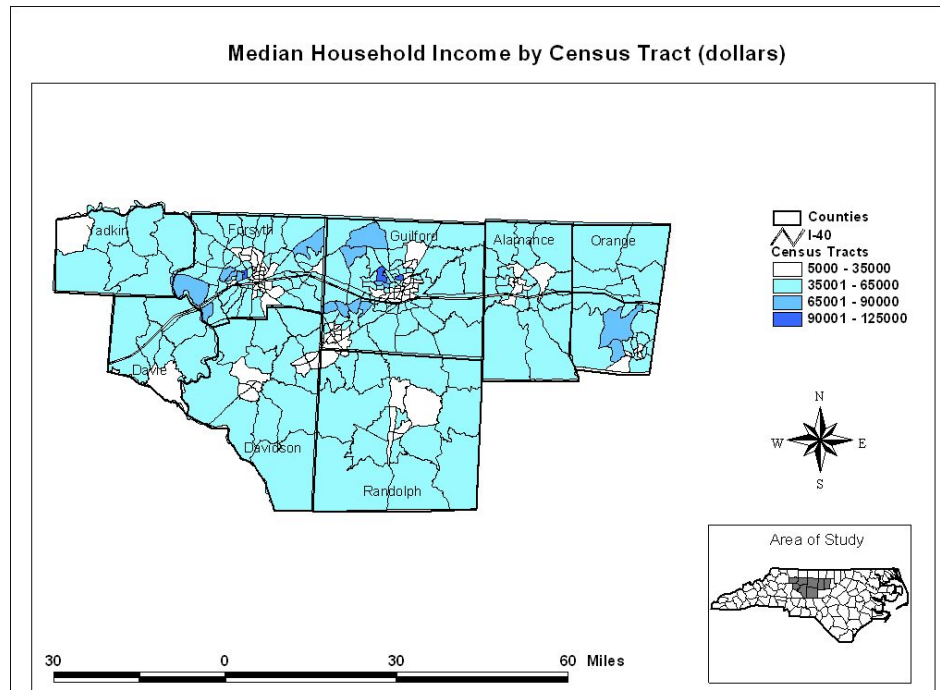 Median Household Income by Census Tract (dollars)
Yadkin
Forsyth
Guilford
Alamance
Orange
Davie
Davidson
Randolph
Counties
I-40
Census Tracts
5000 - 35000
35001 - 65000
65001 - 90000
90001 - 125000
N
W
E
S
Area of Study
30 0 30 60 Miles